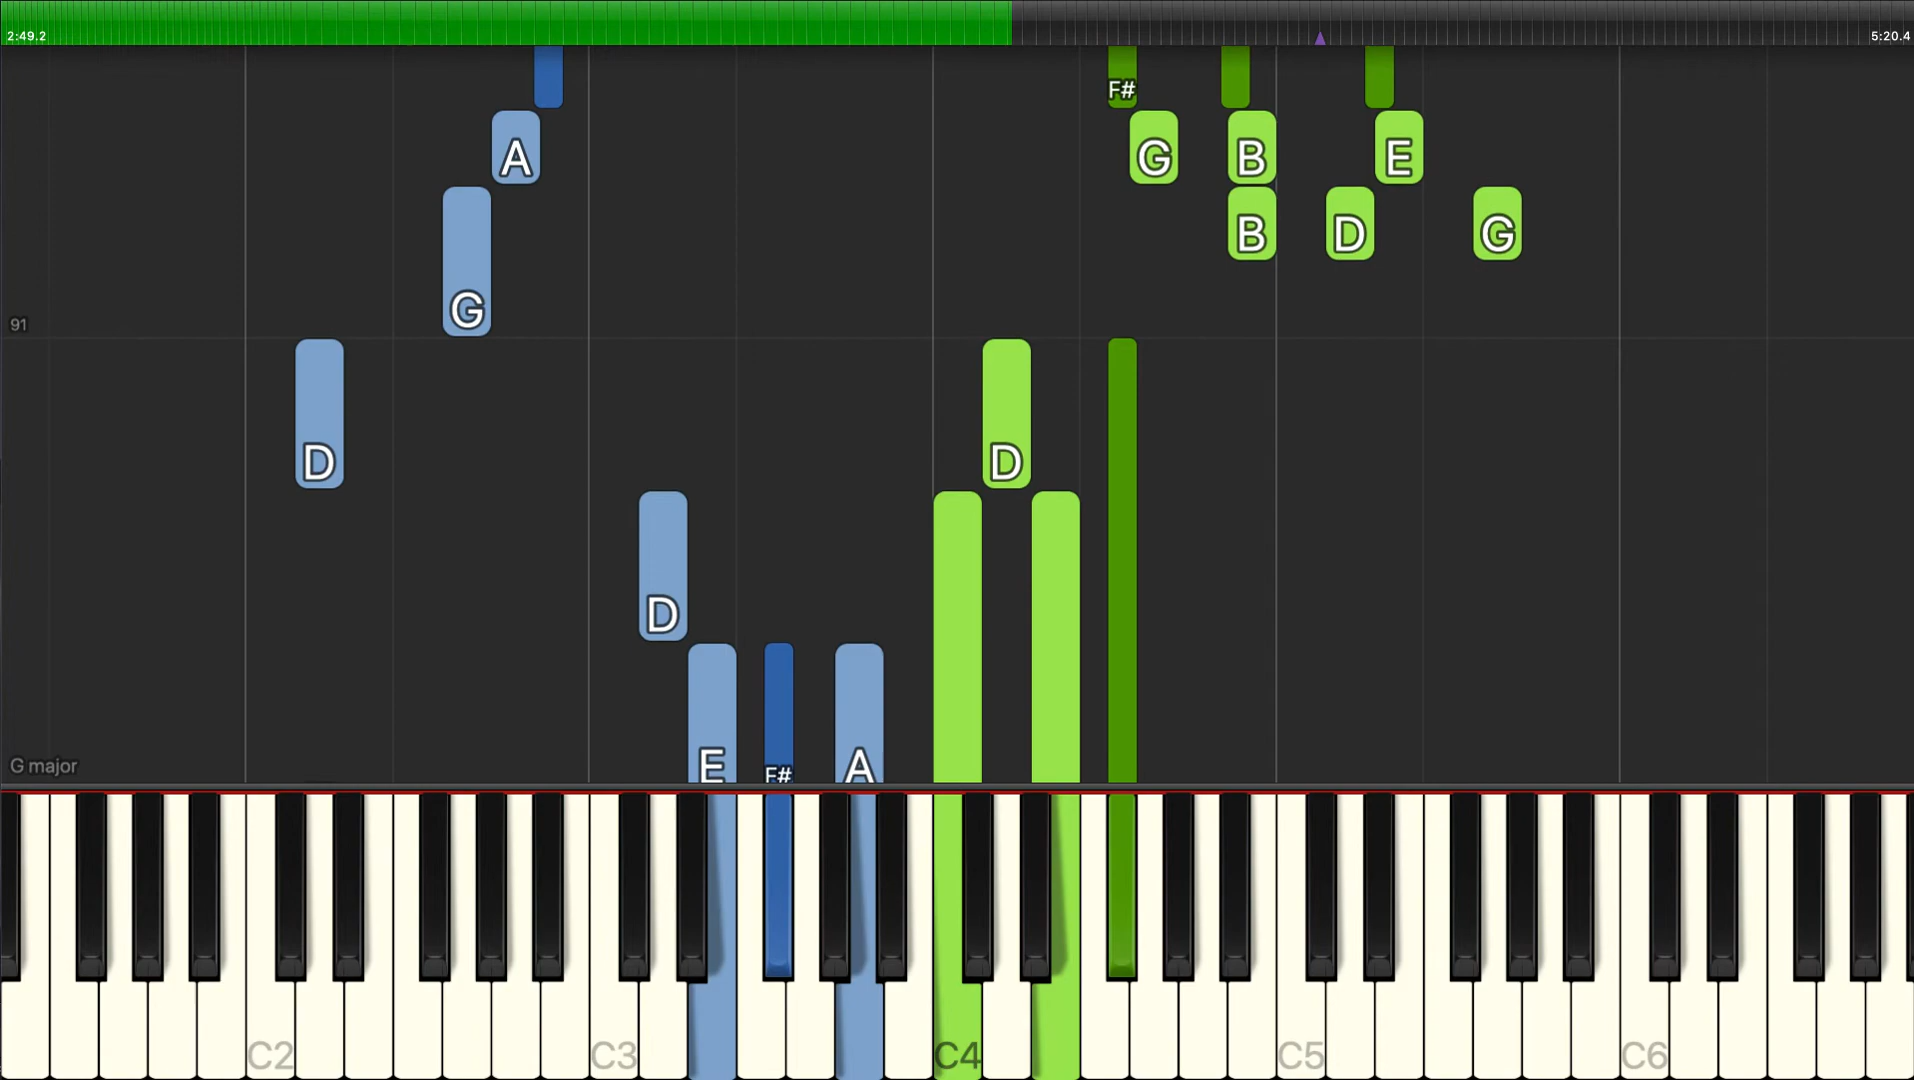 2:49.2 5:20.4
F#
A G B E
B D G
G
91
D D
D
E F# A
G major
C2 C3 C4 C5 C6